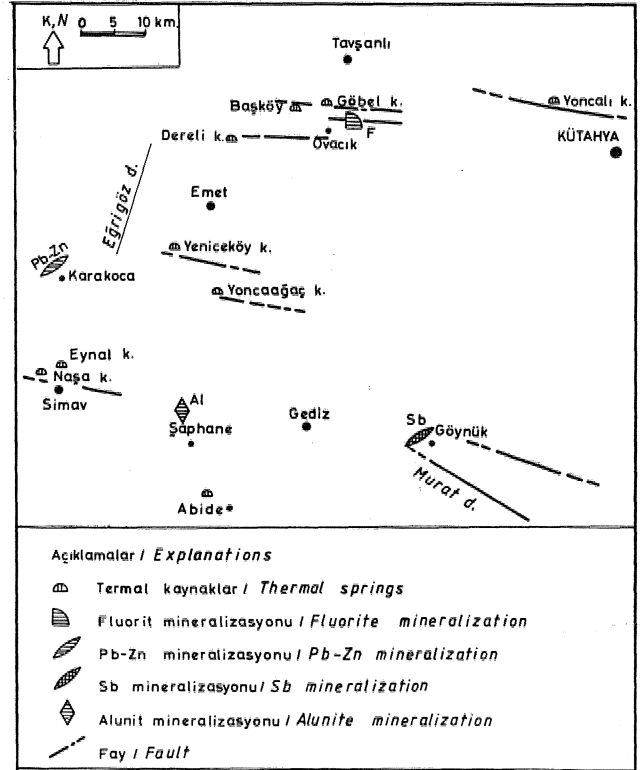 K, N 0 5 10 km.
Tavşanlı
Başköy Göbel k. Yoncalı k.
F
Dereli k. Ovacık KÜTAHYA
Eğrigöz d.
Emet
Pb-Zn Yeniceköy k.
Karakoca
Yoncaağaç k.
Eynal k.
Naşa k.
Simav
Al
Şaphane
Gediz
Sb
Göynük
Murat d.
Abide
Açıklamalar / Explanations
Termal kaynaklar / Thermal springs
Fluorit mineralizasyonu / Fluorite mineralization
Pb-Zn mineralizasyonu / Pb-Zn mineralization
Sb mineralizasyonu / Sb mineralization
Alunit mineralizasyonu / Alunite mineralization
Fay / Fault